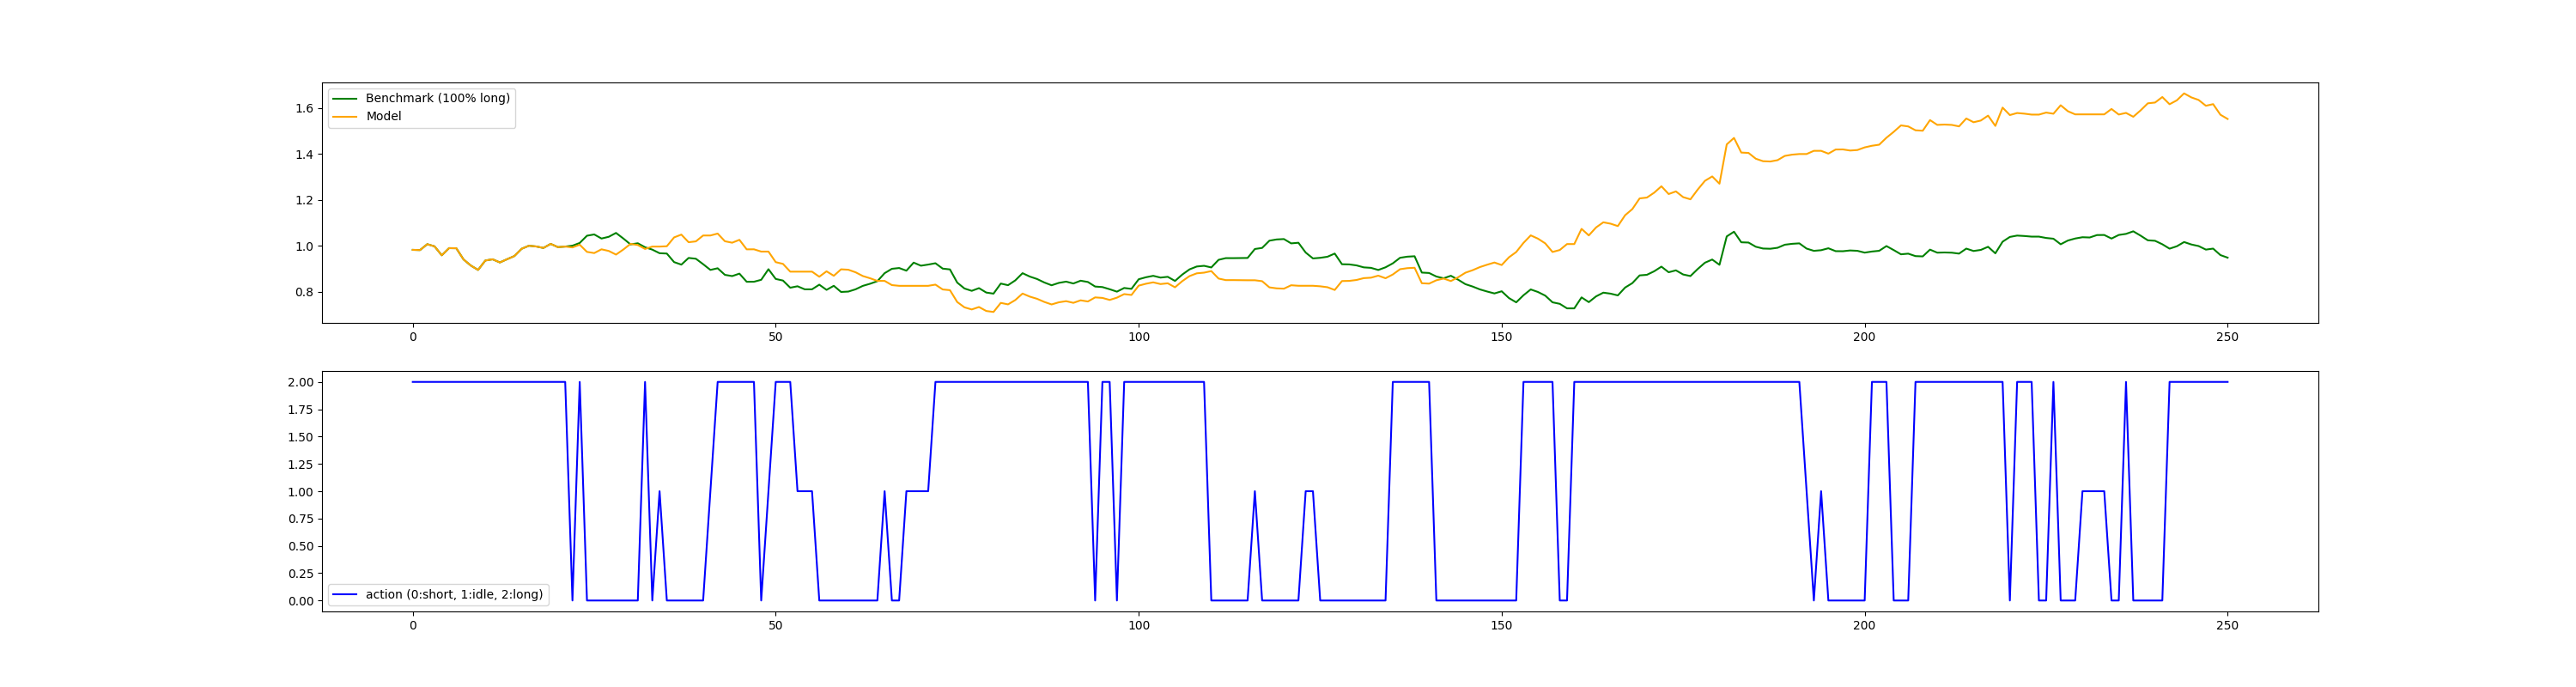 Benchmark (100% long)
Model
1.6
1.4
1.2
1.0
0.8
0 50 100 150 200 250
2.00
1.75
1.50
1.25
1.00
0.75
0.50
0.25
0.00
action (0:short, 1:idle, 2:long)
0 50 100 150 200 250